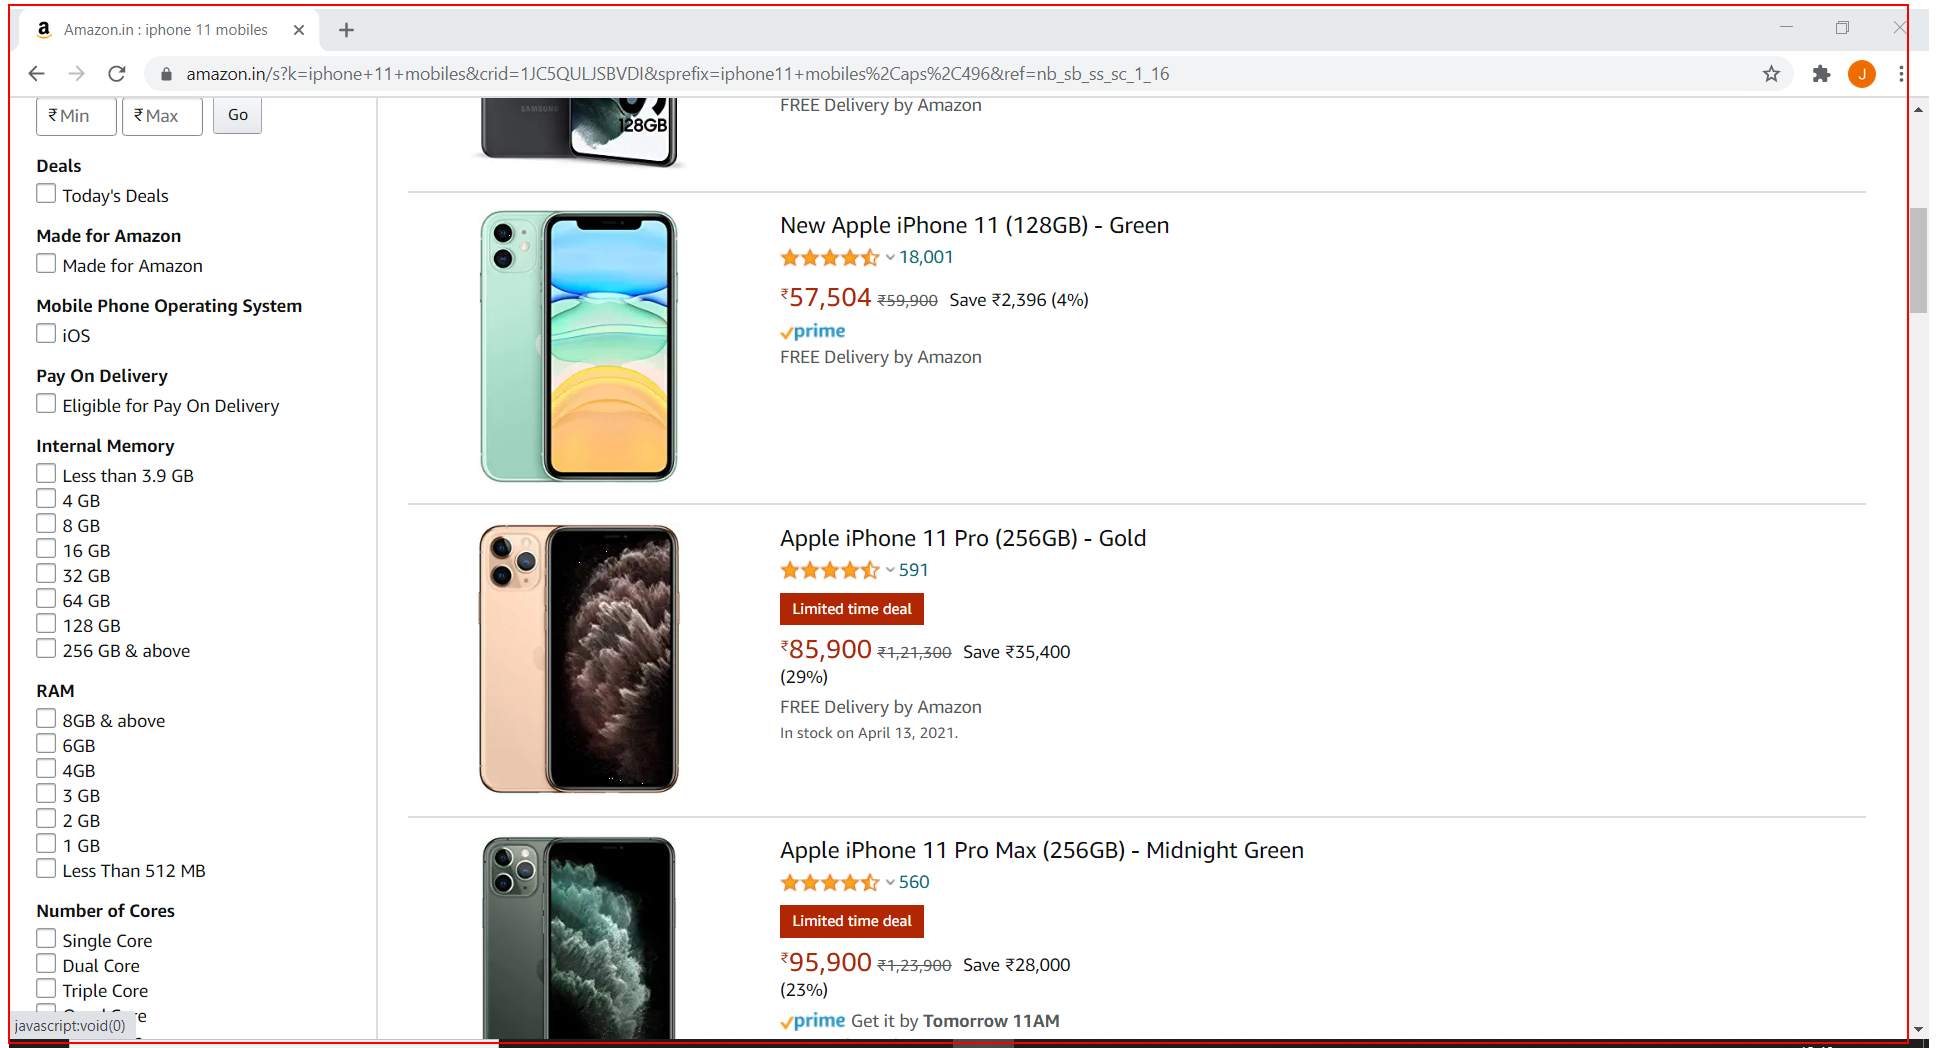 Amazon.in : iphone 11 mobiles
amazon.in/s?k=iphone+11+mobiles&crid=1JC5QULJSBVDI&sprefix=iphone11+mobiles%2Caps%2C496&ref=nb_sb_ss_sc_1_16
J
₹ Min ₹ Max Go
Deals
Today's Deals
Made for Amazon
Made for Amazon
Mobile Phone Operating System
iOS
Pay On Delivery
Eligible for Pay On Delivery
Internal Memory
Less than 3.9 GB
4 GB
8 GB
16 GB
32 GB
64 GB
128 GB
256 GB & above
RAM
8GB & above
6GB
4GB
3 GB
2 GB
1 GB
Less Than 512 MB
Number of Cores
Single Core
Dual Core
Triple Core
javascript:void(0)
SAMSUNG
128GB
FREE Delivery by Amazon
New Apple iPhone 11 (128GB) - Green
18,001
₹57,504 ₹59,900 Save ₹2,396 (4%)
prime
FREE Delivery by Amazon
Apple iPhone 11 Pro (256GB) - Gold
591
Limited time deal
₹85,900 ₹1,21,300 Save ₹35,400
(29%)
FREE Delivery by Amazon
In stock on April 13, 2021.
Apple iPhone 11 Pro Max (256GB) - Midnight Green
560
Limited time deal
₹95,900 ₹1,23,900 Save ₹28,000
(23%)
prime Get it by Tomorrow 11AM